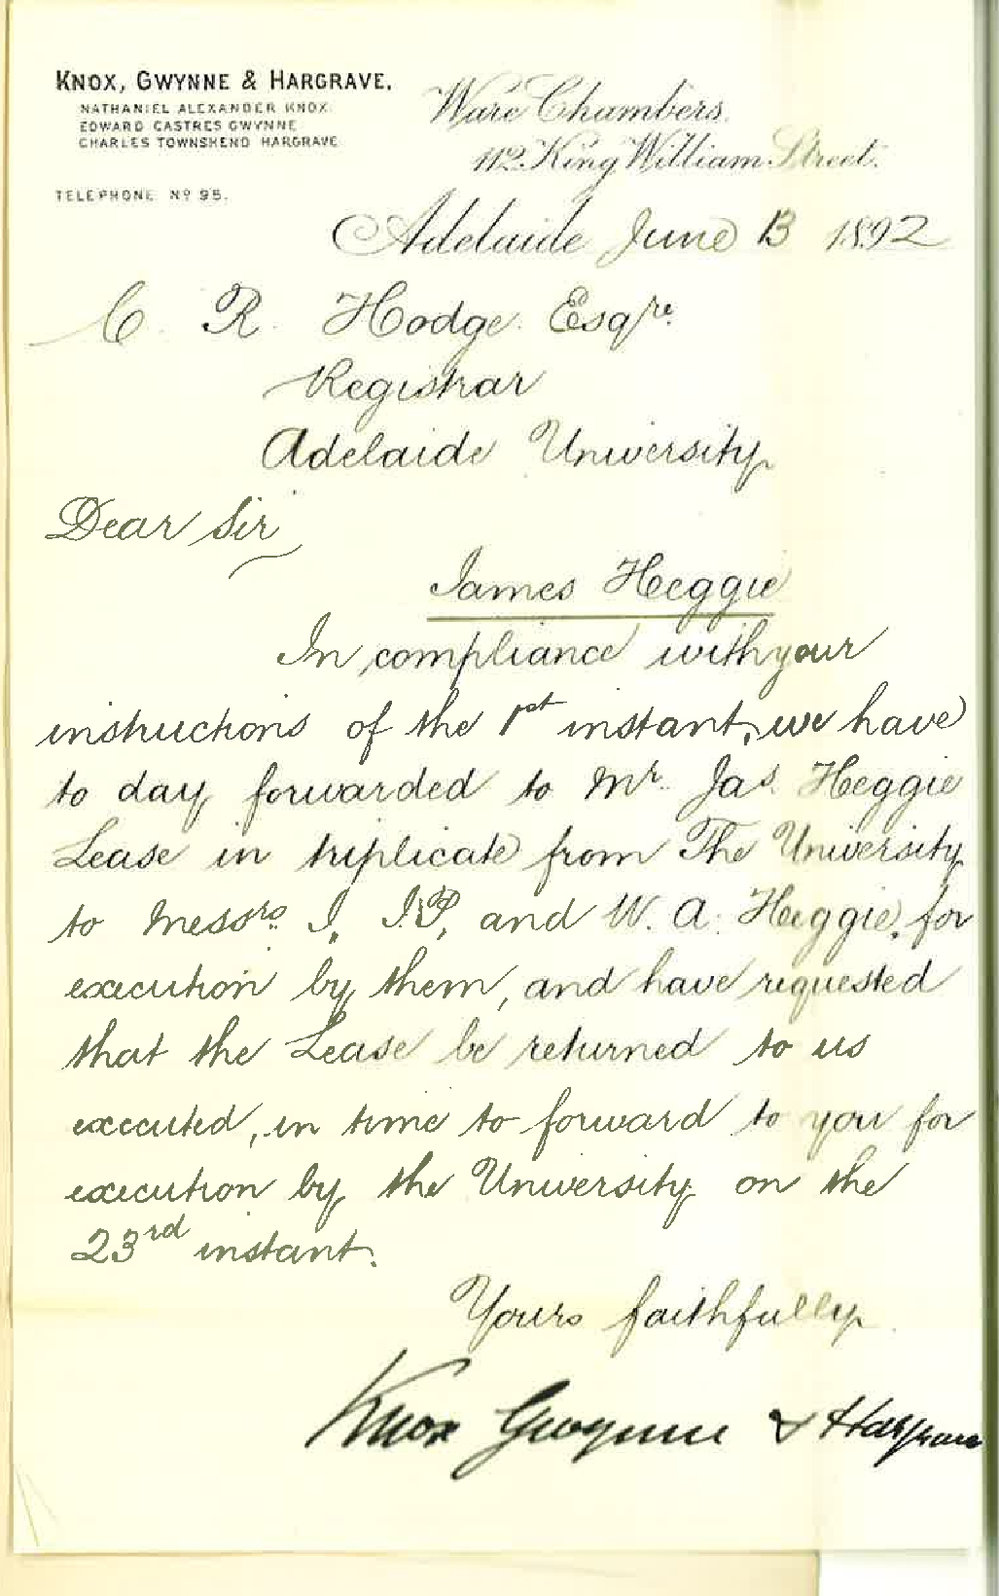 KNOX, GWYNNE & HARGRAVE.
NATHANIEL ALEXANDER KNOX.
EDWARD CASTRES GWYNNE
CHARLES TOWNSHEND HARGRAVE
TELEPHONE Nº 95.
Ware Chambers.
112. King William Street.
Adelaide June 13 1892
C. R. Hodge Esqre.
Registrar
Adelaide University
Dear Sir
James Heggie
In compliance with your
instructions of the 1st instant, we have
to day forwarded to Mr. Jas. Heggie
Lease in triplicate from The University
to Messrs. J. J.P. and W. A. Heggie, for
execution by them, and have requested
that the Lease be returned to us
executed, in time to forward to you for
execution by the University on the
23rd instant.
Yours faithfully
Knox Gwynne & Hargrave